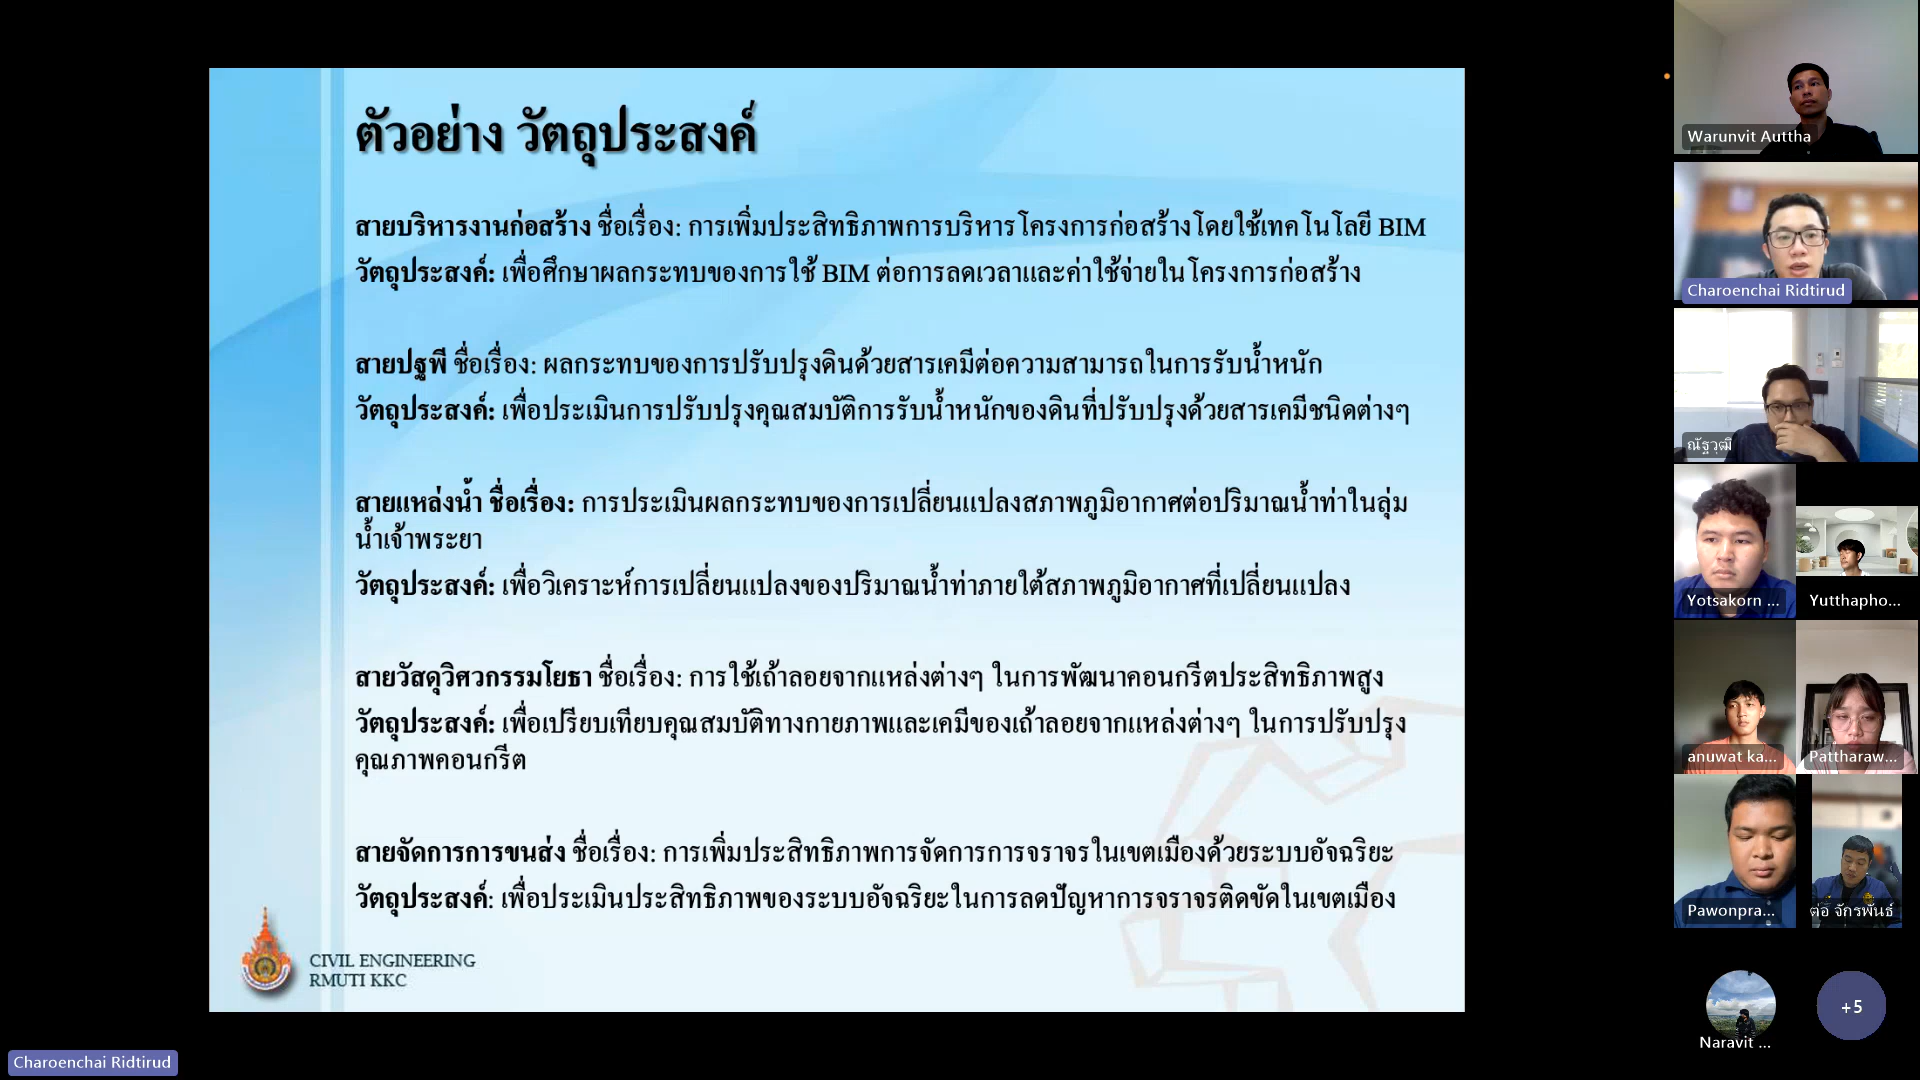 ตัวอย่าง วัตถุประสงค์
สายบริหารงานก่อสร้าง ชื่อเรื่อง: การเพิ่มประสิทธิภาพการบริหารโครงการก่อสร้างโดยใช้เทคโนโลยี BIM
วัตถุประสงค์: เพื่อศึกษาผลกระทบของการใช้ BIM ต่อการลดเวลาและค่าใช้จ่ายในโครงการก่อสร้าง
สายปฐพี ชื่อเรื่อง: ผลกระทบของการปรับปรุงดินด้วยสารเคมีต่อความสามารถในการรับน้ำหนัก
วัตถุประสงค์: เพื่อประเมินการปรับปรุงคุณสมบัติการรับน้ำหนักของดินที่ปรับปรุงด้วยสารเคมีชนิดต่างๆ
สายแหล่งน้ำ ชื่อเรื่อง: การประเมินผลกระทบของการเปลี่ยนแปลงสภาพภูมิอากาศต่อปริมาณน้ำท่าในลุ่ม
น้ำเจ้าพระยา
วัตถุประสงค์: เพื่อวิเคราะห์การเปลี่ยนแปลงของปริมาณน้ำท่าภายใต้สภาพภูมิอากาศที่เปลี่ยนแปลง
สายวัสดุวิศวกรรมโยธา ชื่อเรื่อง: การใช้เถ้าลอยจากแหล่งต่างๆ ในการพัฒนาคอนกรีตประสิทธิภาพสูง
วัตถุประสงค์: เพื่อเปรียบเทียบคุณสมบัติทางกายภาพและเคมีของเถ้าลอยจากแหล่งต่างๆ ในการปรับปรุง
คุณภาพคอนกรีต
สายจัดการการขนส่ง ชื่อเรื่อง: การเพิ่มประสิทธิภาพการจัดการการจราจรในเขตเมืองด้วยระบบอัจฉริยะ
วัตถุประสงค์: เพื่อประเมินประสิทธิภาพของระบบอัจฉริยะในการลดปัญหาการจราจรติดขัดในเขตเมือง
CIVIL ENGINEERING
RMUTI KKC
Charoenchai Ridtirud
Warunvit Auttha
Charoenchai Ridtirud
ณัฐวุฒิ
Yotsakorn ...
Yutthapho...
anuwat ka...
Pattharaw...
Pawonpra...
ต่อ จักรพันธ์
Naravit ...
+5